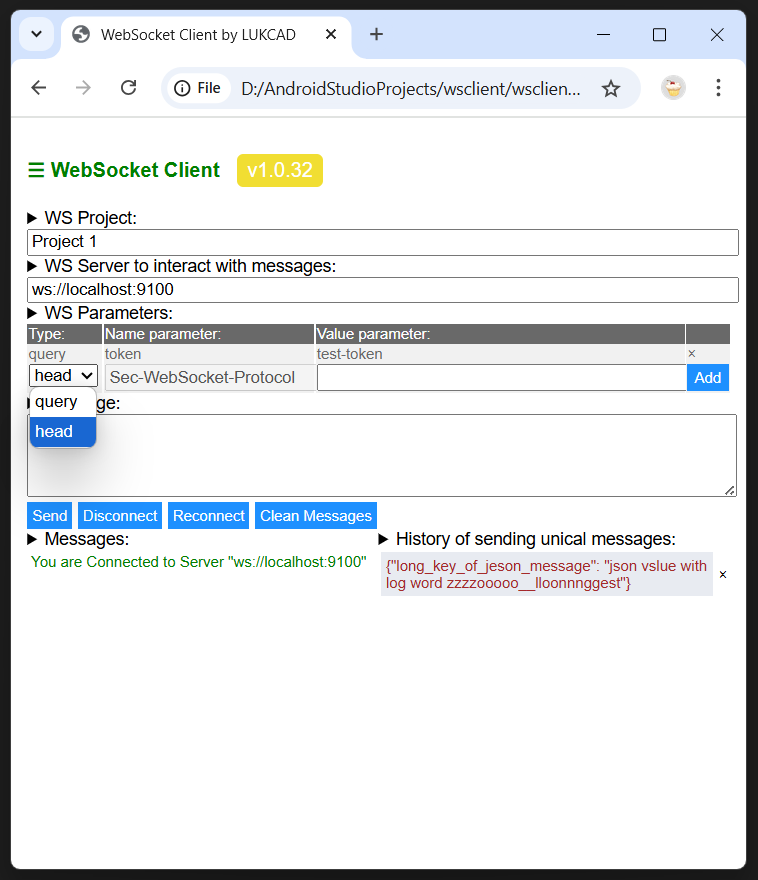 WebSocket Client by LUKCAD
File D:/AndroidStudioProjects/wsclient/wsclien...
WebSocket Client v1.0.32
WS Project:
Project 1
WS Server to interact with messages:
ws://localhost:9100
WS Parameters:
Type: Name parameter: Value parameter:
query token test-token ×
head Sec-WebSocket-Protocol Add
query
ge:
head
Send Disconnect Reconnect Clean Messages
Messages:
You are Connected to Server "ws://localhost:9100"
History of sending unical messages:
{"long_key_of_jeson_message": "json vslue with
log word zzzzooooo__lloonnnggest"} ×